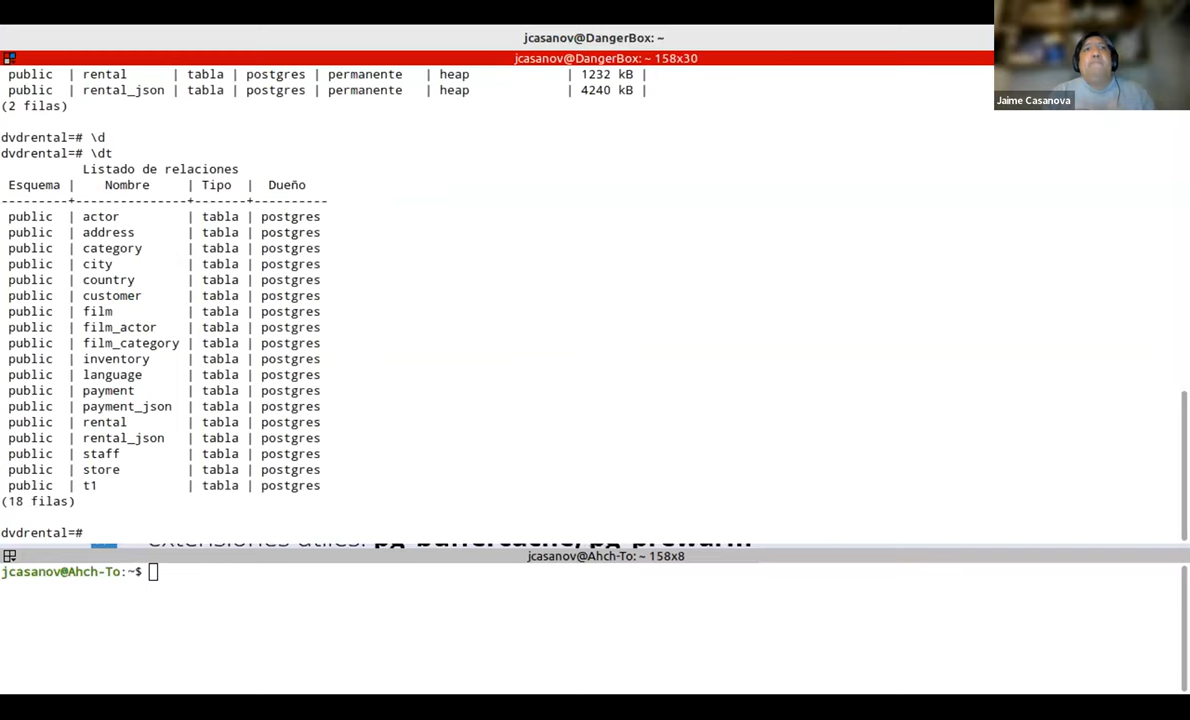 jcasanov@DangerBox: ~
jcasanov@DangerBox: ~ 158x30
public | rental | tabla | postgres | permanente | heap | 1232 kB |
public | rental_json | tabla | postgres | permanente | heap | 4240 kB |
(2 filas)
dvdrental=# \d
dvdrental=# \dt
Listado de relaciones
Esquema | Nombre | Tipo | Dueño
---------+---------------+-------+----------
public | actor | tabla | postgres
public | address | tabla | postgres
public | category | tabla | postgres
public | city | tabla | postgres
public | country | tabla | postgres
public | customer | tabla | postgres
public | film | tabla | postgres
public | film_actor | tabla | postgres
public | film_category | tabla | postgres
public | inventory | tabla | postgres
public | language | tabla | postgres
public | payment | tabla | postgres
public | payment_json | tabla | postgres
public | rental | tabla | postgres
public | rental_json | tabla | postgres
public | staff | tabla | postgres
public | store | tabla | postgres
public | t1 | tabla | postgres
(18 filas)
dvdrental=#
extensiones utiles: pg_buffercache, pg_prewarm
jcasanov@Ahch-To: ~ 158x8
jcasanov@Ahch-To:~$
Jaime Casanova